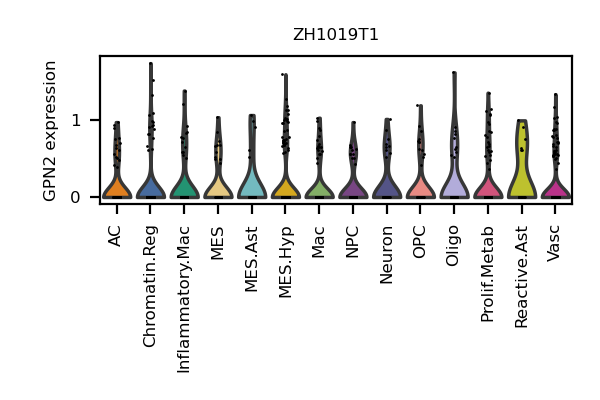 ZH1019T1
GPN2 expression
1
0
AC
Chromatin.Reg
Inflammatory.Mac
MES
MES.Ast
MES.Hyp
Mac
NPC
Neuron
OPC
Oligo
Prolif.Metab
Reactive.Ast
Vasc